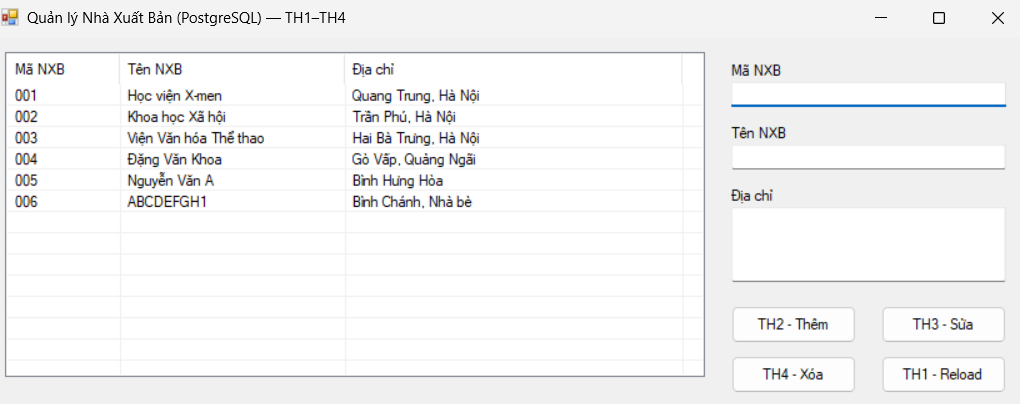 Quản lý Nhà Xuất Bản (PostgreSQL) — TH1–TH4
Mã NXB Tên NXB Địa chỉ
001 Học viện X-men Quang Trung, Hà Nội
002 Khoa học Xã hội Trần Phú, Hà Nội
003 Viện Văn hóa Thể thao Hai Bà Trưng, Hà Nội
004 Đặng Văn Khoa Gò Vấp, Quảng Ngãi
005 Nguyễn Văn A Bình Hưng Hòa
006 ABCDEFGH1 Bình Chánh, Nhà bè
Mã NXB
Tên NXB
Địa chỉ
TH2 - Thêm TH3 - Sửa
TH4 - Xóa TH1 - Reload